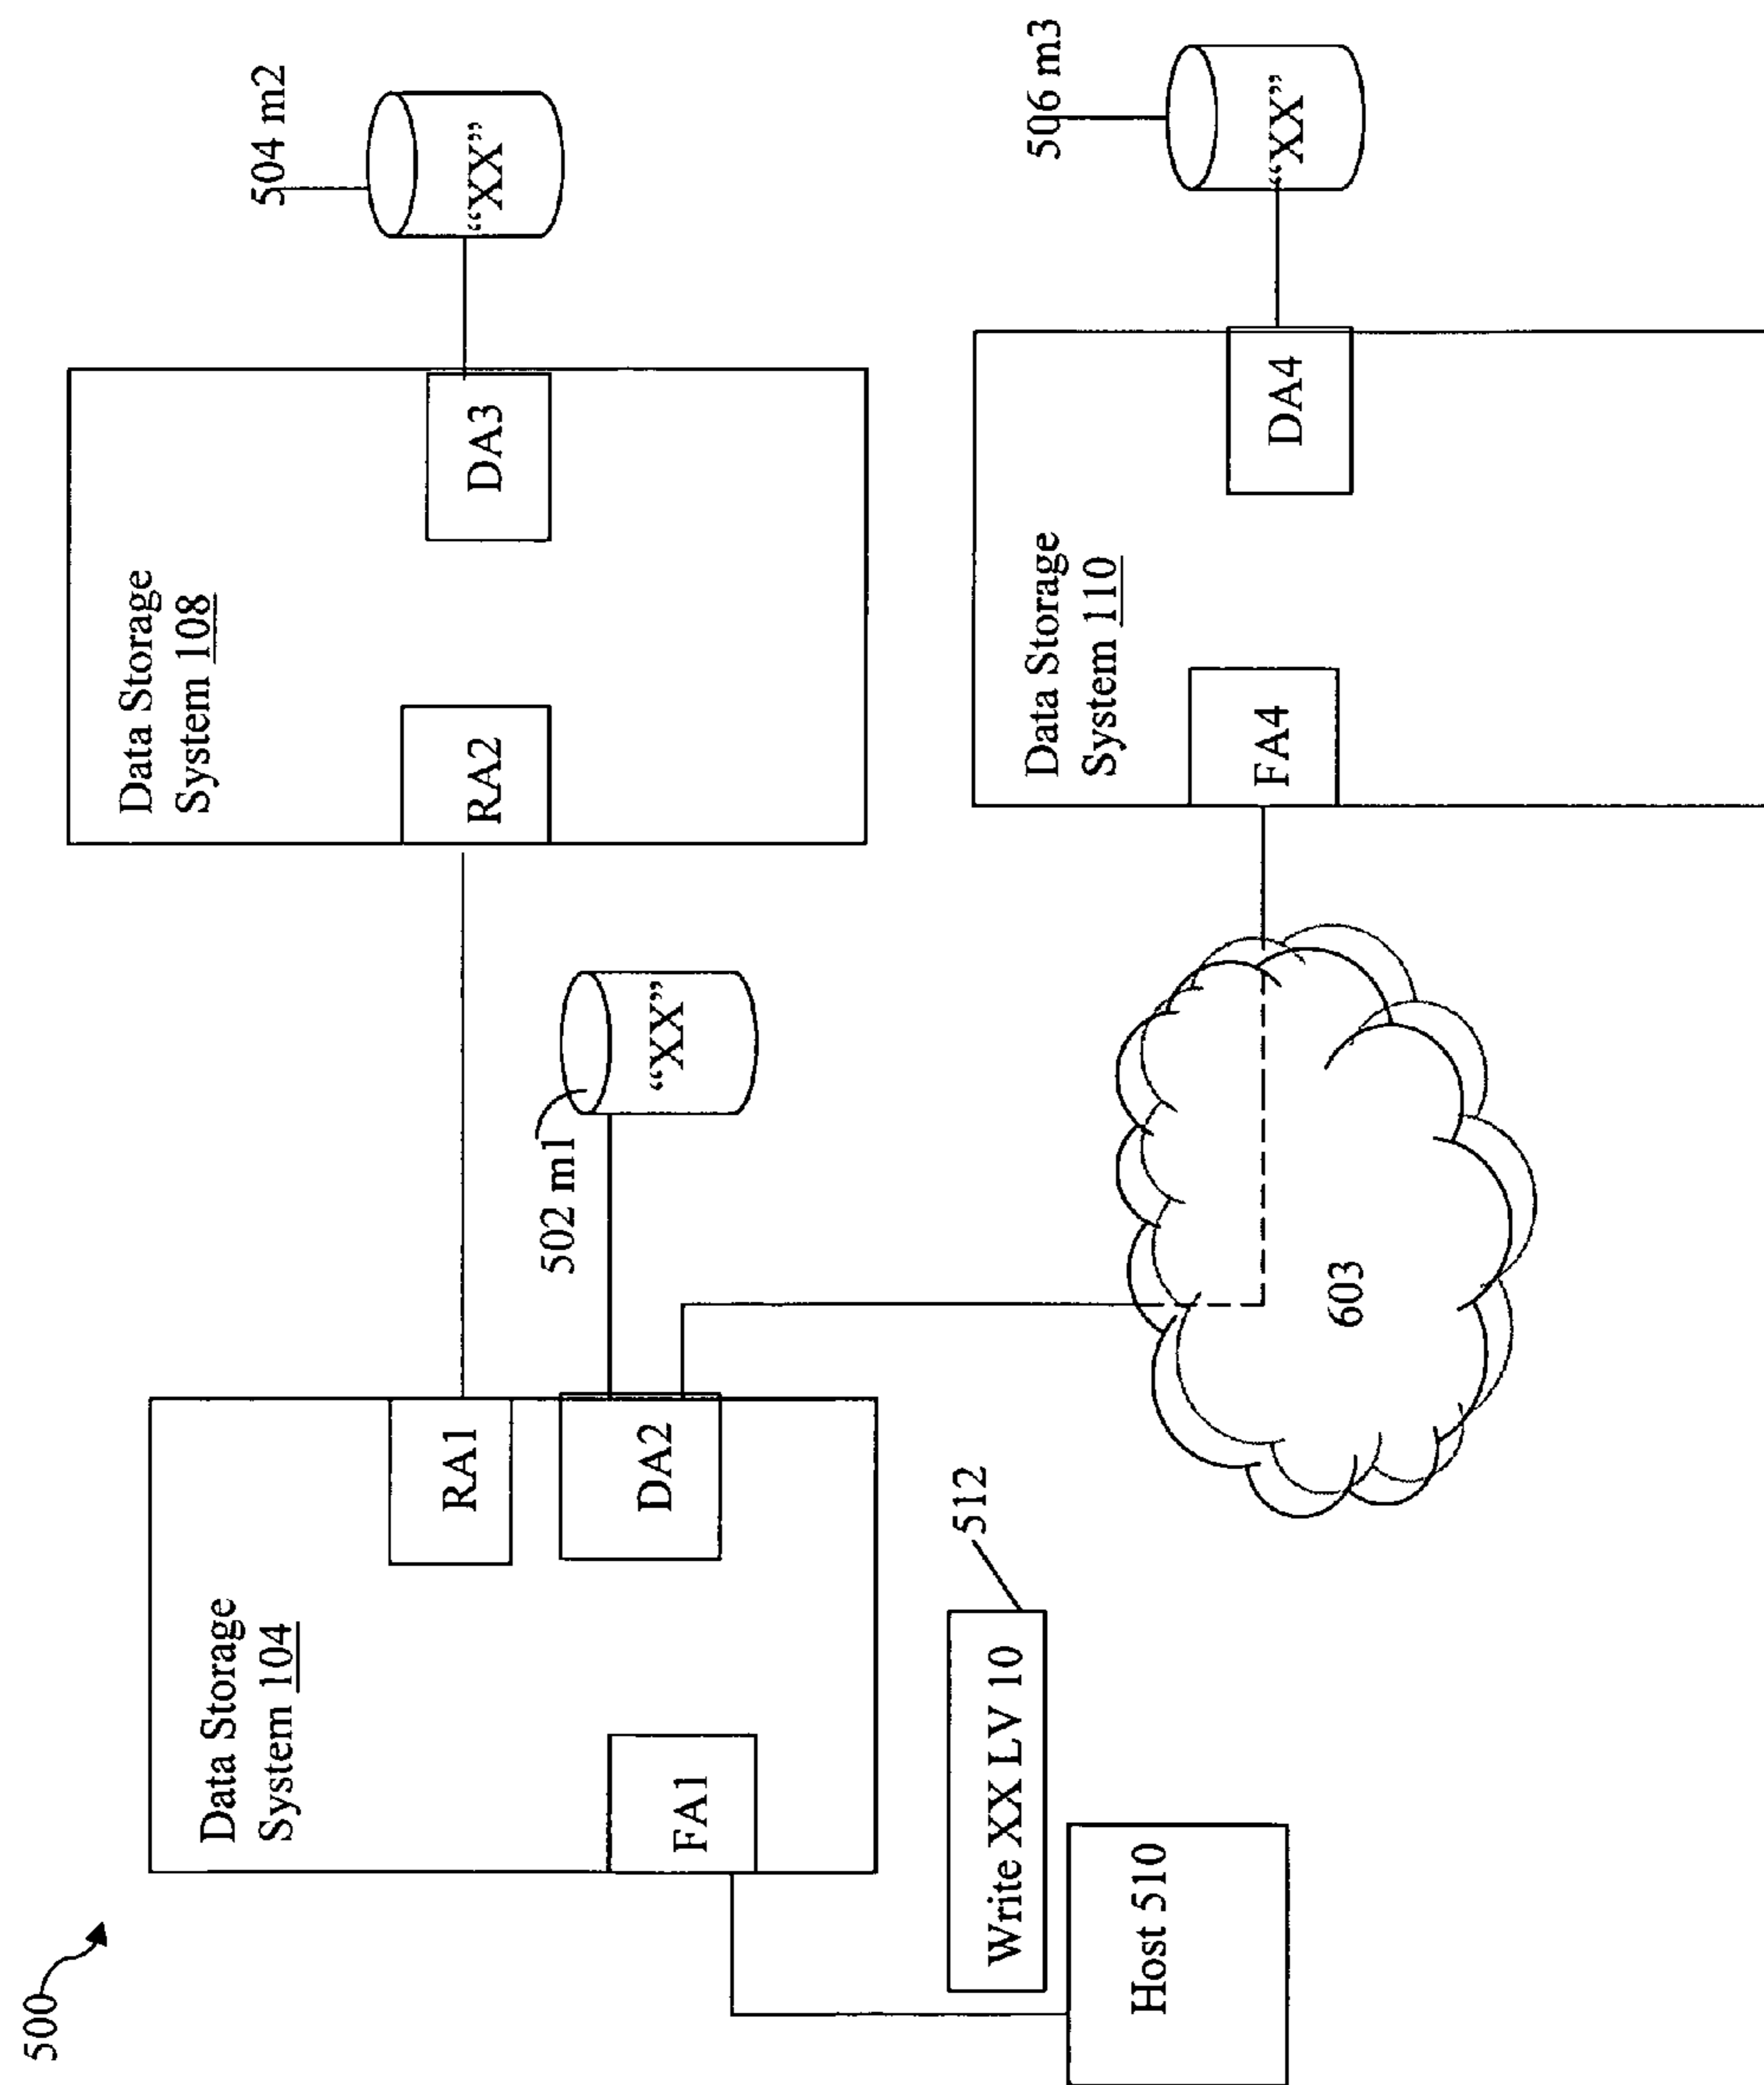 500
Data Storage
System 104
RA1
DA2
FA1
502 m1
“XX”
Data Storage
System 108
RA2
DA3
504 m2
“XX”
Write XX LV 10
512
Host 510
603
Data Storage
System 110
FA4
DA4
506 m3
“XX”